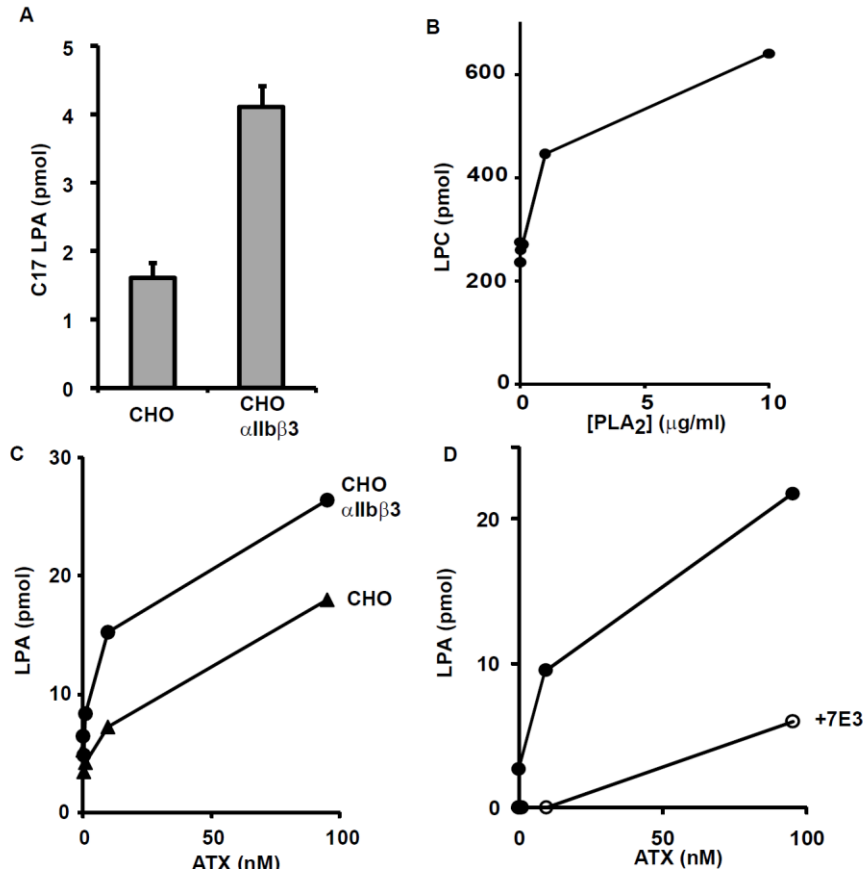 A
5
4
3
2
1
0
C17 LPA (pmol)
CHO
CHO
αIIbβ3
B
600
400
200
0
LPC (pmol)
0
5
10
[PLA2] (μg/ml)
C
30
20
10
0
LPA (pmol)
CHO
αIIbβ3
CHO
0
50
100
ATX (nM)
D
20
10
0
LPA (pmol)
+7E3
0
50
100
ATX (nM)